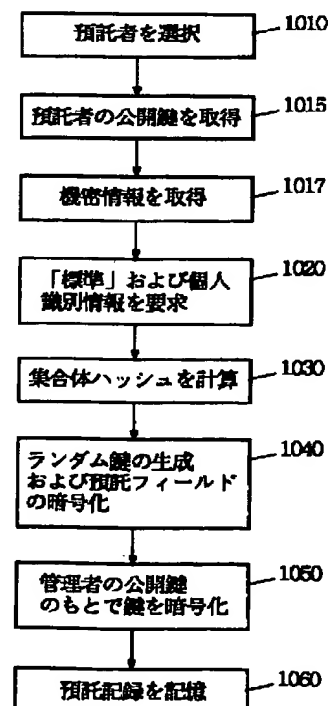 預託者を選択
1010
預託者の公開鍵を取得
1015
機密情報を取得
1017
「標準」および個人
識別情報を要求
1020
集合体ハッシュを計算
1030
ランダム鍵の生成
および預託フィールド
の暗号化
1040
管理者の公開鍵
のもとで鍵を暗号化
1050
預託記録を記憶
1060